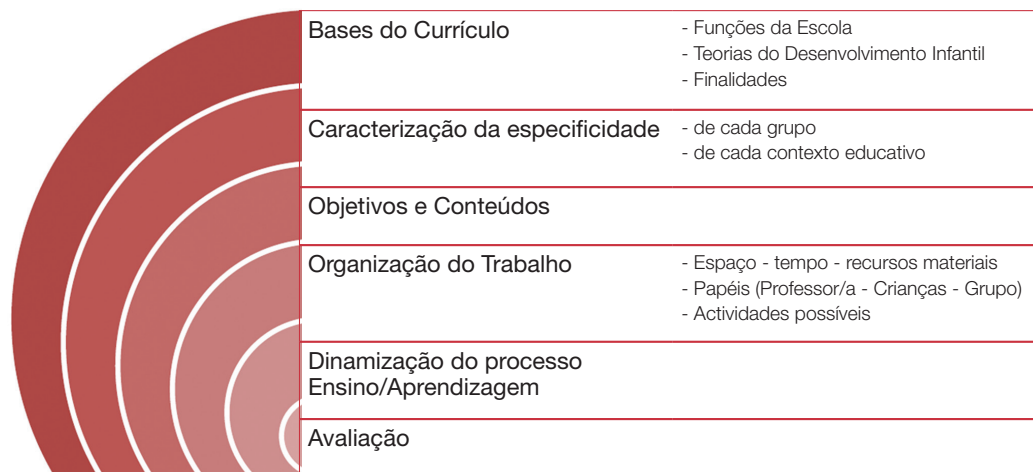 Bases do Currículo
- Funções da Escola
- Teorias do Desenvolvimento Infantil
- Finalidades
Caracterização da especificidade
- de cada grupo
- de cada contexto educativo
Objetivos e Conteúdos
Organização do Trabalho
- Espaço - tempo - recursos materiais
- Papéis (Professor/a - Crianças - Grupo)
- Actividades possíveis
Dinamização do processo
Ensino/Aprendizagem
Avaliação